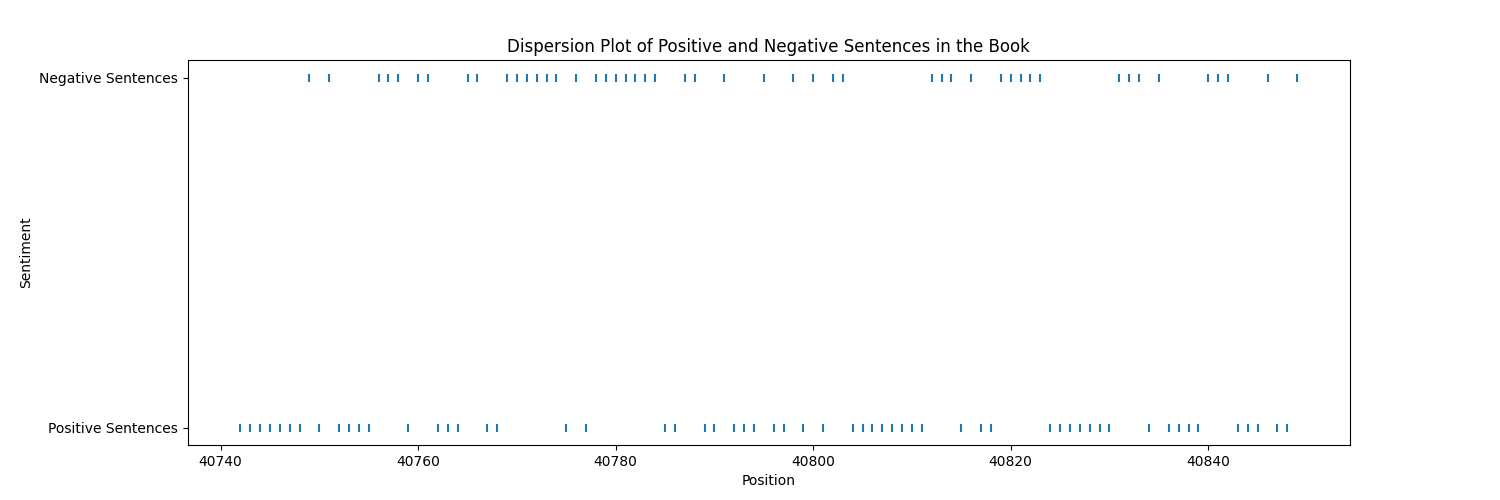 Dispersion Plot of Positive and Negative Sentences in the Book
Negative Sentences
Sentiment
Positive Sentences
40740 40760 40780 40800 40820 40840
Position